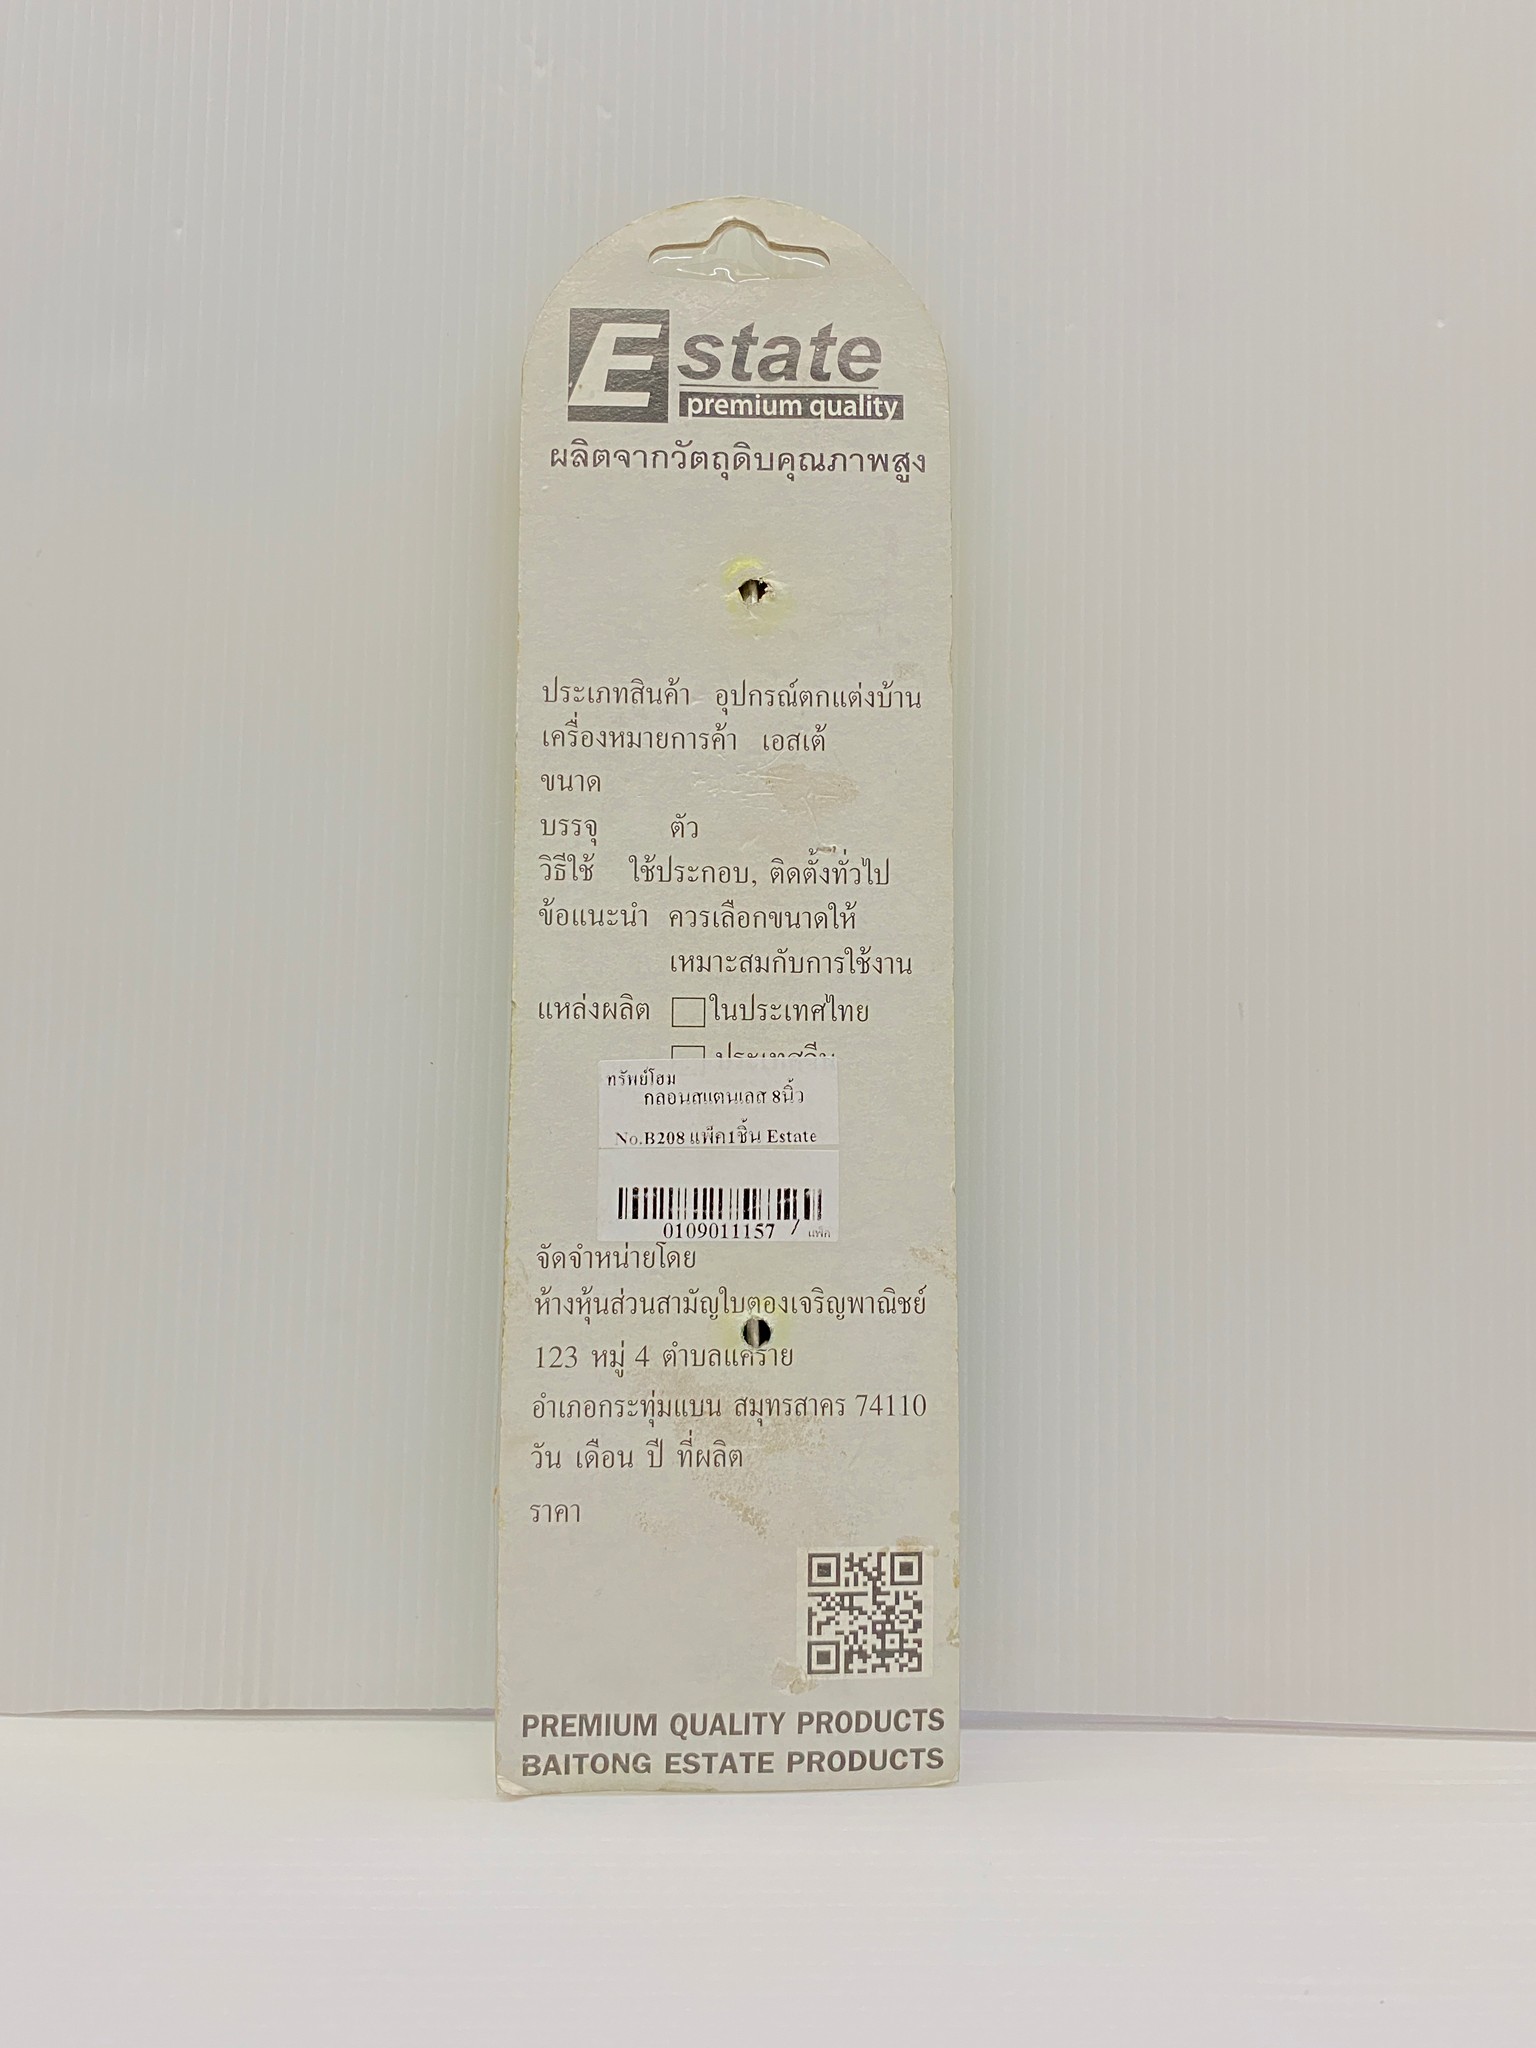 Estate
premium quality
ผลิตจากวัตถุดิบคุณภาพสูง
ประเภทสินค้า อุปกรณ์ตกแต่งบ้าน
เครื่องหมายการค้า เอสเต้
ขนาด
บรรจุ ตัว
วิธีใช้ ใช้ประกอบ, ติดตั้งทั่วไป
ข้อแนะนำ ควรเลือกขนาดให้
เหมาะสมกับการใช้งาน
แหล่งผลิต ในประเทศไทย
ประเทศจีน
ทรัพย์โฮม
กลอนสแตนเลส 8นิ้ว
No.B208 แพ็ค1ชิ้น Estate
0109011157 / แพ็ค
จัดจำหน่ายโดย
ห้างหุ้นส่วนสามัญใบตองเจริญพาณิชย์
123 หมู่ 4 ตำบลแคราย
อำเภอกระทุ่มแบน สมุทรสาคร 74110
วัน เดือน ปี ที่ผลิต
ราคา
PREMIUM QUALITY PRODUCTS
BAITONG ESTATE PRODUCTS